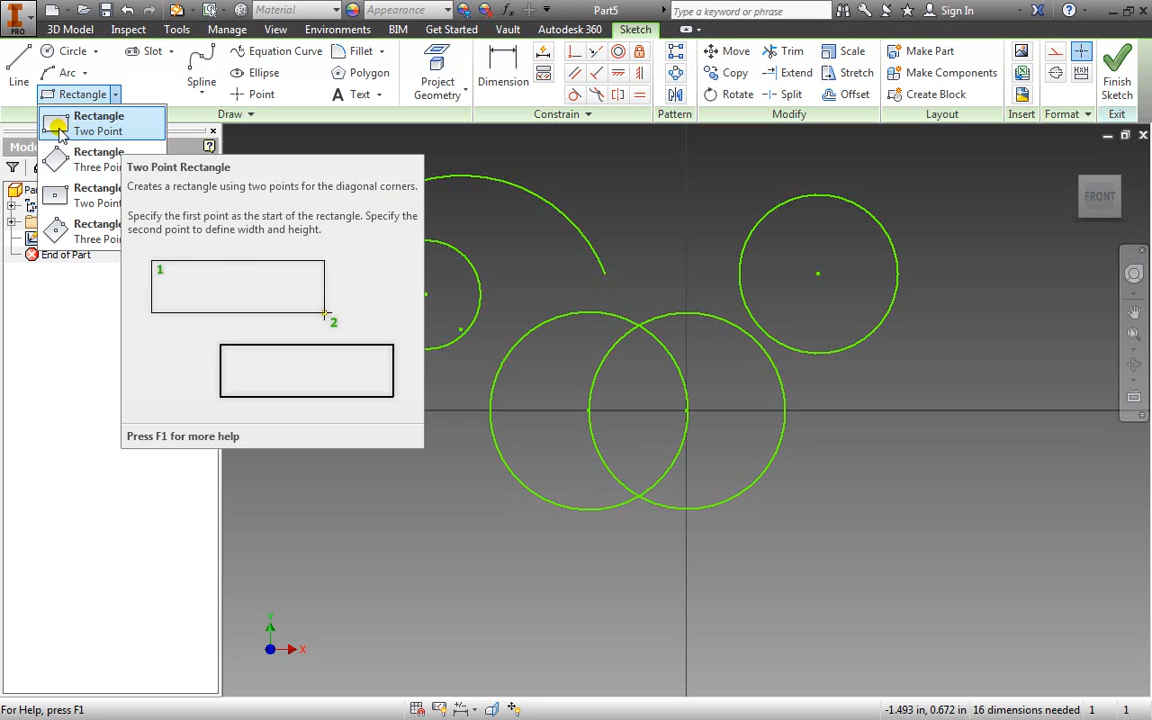 Material
Appearance
Part5
Type a keyword or phrase
Sign In
PRO
3D Model
Inspect
Tools
Manage
View
Environments
BIM
Get Started
Vault
Autodesk 360
Sketch
Line
Circle
Arc
Rectangle
Slot
Spline
Equation Curve
Ellipse
Point
Fillet
Polygon
Text
Project
Geometry
Dimension
Move
Copy
Rotate
Trim
Extend
Split
Scale
Stretch
Offset
Make Part
Make Components
Create Block
Finish
Sketch
Draw
Constrain
Pattern
Modify
Layout
Insert
Format
Exit
Rectangle
Two Point
Rectangle
Three Poi
Rectangle
Two Point
Rectangle
Three Poi
End of Part
Two Point Rectangle
Creates a rectangle using two points for the diagonal corners.
Specify the first point as the start of the rectangle. Specify the
second point to define width and height.
1
2
Press F1 for more help
FRONT
Y
X
For Help, press F1
-1.493 in, 0.672 in
16 dimensions needed
1
1